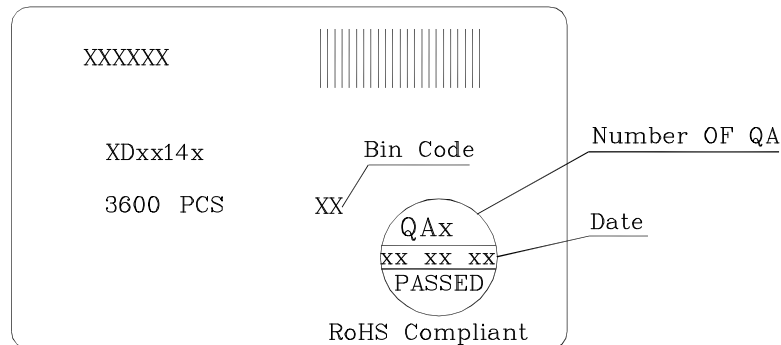 XXXXXX
XDxx14x
Bin Code
Number OF QA
3600 PCS
XX
QAx
Date
xx xx xx
PASSED
RoHS Compliant